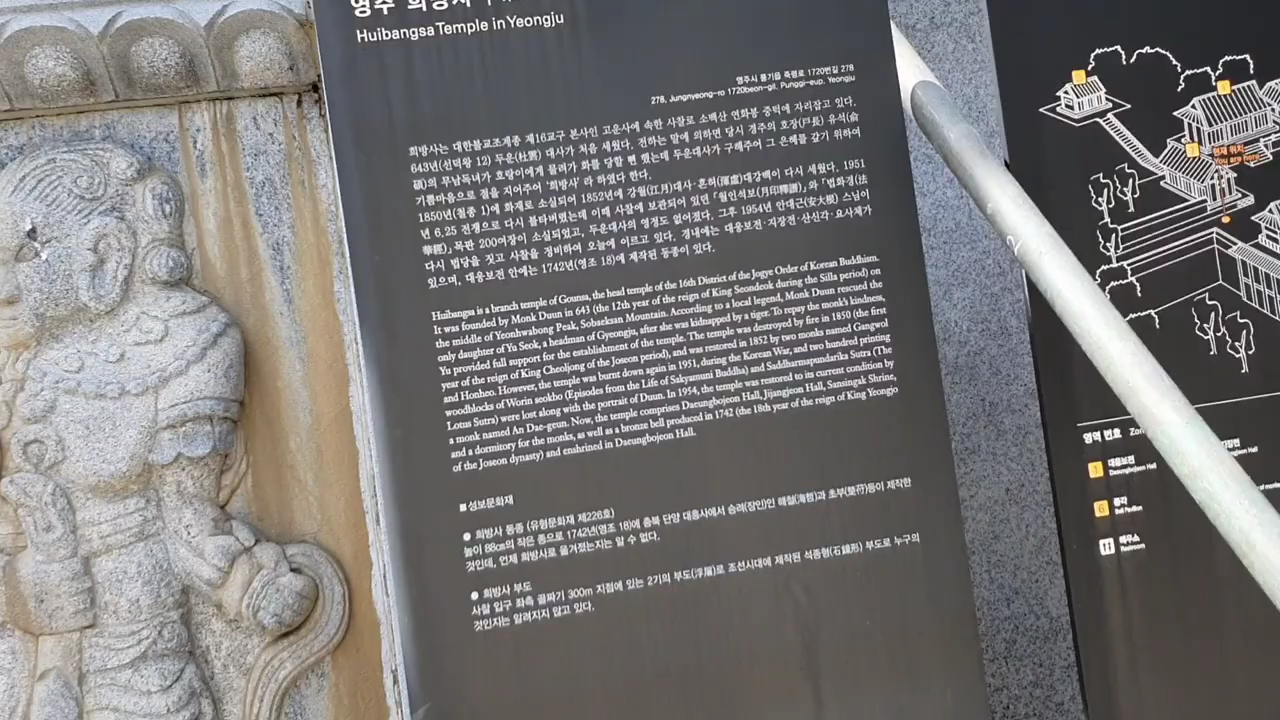 영주 희방사
Huibangsa Temple in Yeongju
영주시 풍기읍 죽령로 1720번길 278
278, Jungnyeong-ro 1720beon-gil, Punggi-eup, Yeongju
희방사는 대한불교조계종 제16교구 본사인 고운사에 속한 사찰로 소백산 연화봉 중턱에 자리잡고 있다.
643년(선덕왕 12) 두운(杜雲) 대사가 처음 세웠다. 전하는 말에 의하면 당시 경주의 호장(戶長) 유석(兪
碩)의 무남독녀가 호랑이에게 물려가 화를 당할 뻔 했는데 두운대사가 구해주어 그 은혜를 갚기 위하여
기쁨마음으로 절을 지어주어 '희방사' 라 하였다 한다.
1850년(철종 1)에 화재로 소실되어 1852년에 강월(江月)대사·혼허(渾虛)대강백이 다시 세웠다. 1951
년 6.25 전쟁으로 다시 불타버렸는데 이때 사찰에 보관되어 있던 「월인석보(月印釋譜)」와 「법화경(法
華經)」 목판 200여장이 소실되었고, 두운대사의 영정도 없어졌다. 그후 1954년 안대근(安大根) 스님이
다시 법당을 짓고 사찰을 정비하여 오늘에 이르고 있다. 경내에는 대웅보전·지장전·산신각·요사채가
있으며, 대웅보전 안에는 1742년(영조 18)에 제작된 동종이 있다.
Huibangsa is a branch temple of Gounsa, the head temple of the 16th District of the Jogye Order of Korean Buddhism.
It was founded by Monk Duun in 643 (the 12th year of the reign of King Seondeok during the Silla period) on
the middle of Yeonhwabong Peak, Sobaeksan Mountain. According to a local legend, Monk Duun rescued the
only daughter of Yu Seok, a headman of Gyeongju, after she was kidnapped by a tiger. To repay the monk's kindness,
Yu provided full support for the establishment of the temple. The temple was destroyed by fire in 1850 (the first
year of the reign of King Cheoljong of the Joseon period), and was restored in 1852 by two monks named Gangwol
and Honheo. However, the temple was burnt down again in 1951, during the Korean War, and two hundred printing
woodblocks of Worin seokbo (Episodes from the Life of Sakyamuni Buddha) and Saddharmapundarika Sutra (The
Lotus Sutra) were lost along with the portrait of Duun. In 1954, the temple was restored to its current condition by
a monk named An Dae-geun. Now, the temple comprises Daeungbojeon Hall, Jijangjeon Hall, Sansingak Shrine,
and a dormitory for the monks, as well as a bronze bell produced in 1742 (the 18th year of the reign of King Yeongjo
of the Joseon dynasty) and enshrined in Daeungbojeon Hall.
■ 성보문화재
● 희방사 동종 (유형문화재 제226호)
높이 88㎝의 작은 종으로 1742년(영조 18)에 충북 단양 대흥사에서 승려(장인)인 해철(海哲)과 초부(楚符)등이 제작한
것인데, 언제 희방사로 옮겨졌는지는 알 수 없다.
● 희방사 부도
사찰 입구 좌측 골짜기 300m 지점에 있는 2기의 부도(浮屠)로 조선시대에 제작된 석종형(石鐘形) 부도로 누구의
것인지는 알려지지 않고 있다.
현재 위치
You are here
영역 번호
1 대웅보전
Daeungbojeon Hall
6 종각
Bell Pavilion
해우소
Restroom